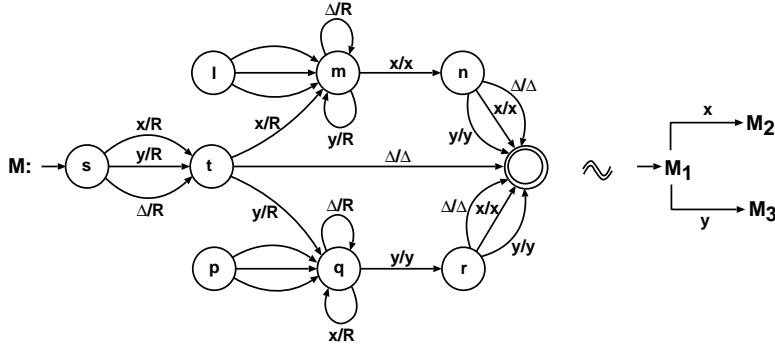 Δ/R
l
m
x/x
n
y/R
Δ/Δ
x/x
y/y
x/R
x/R
y/R
Δ/R
M:
s
t
Δ/Δ
M₁
x
M₂
y
M₃
y/R
Δ/R
Δ/Δ
x/x
y/y
p
q
y/y
r
x/R